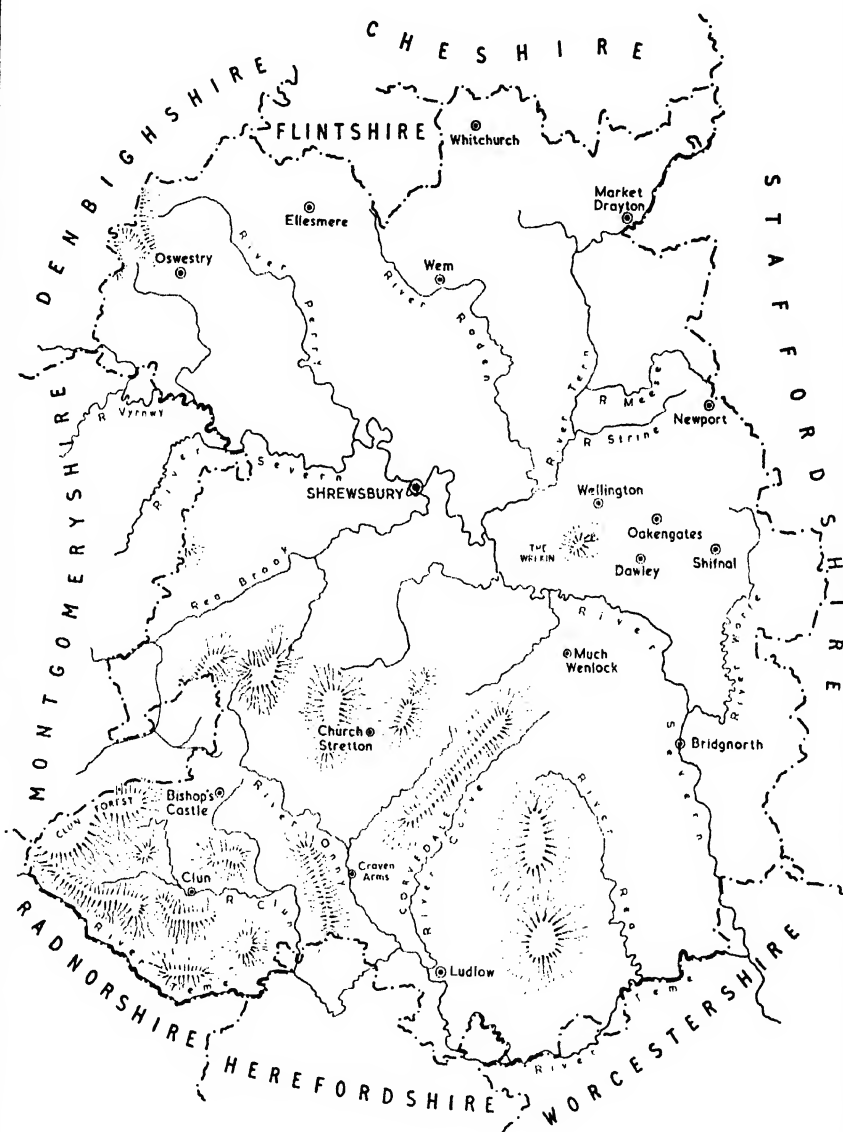 CHESHIRE
DENBIGHSHIRE
FLINTSHIRE
Whitchurch
STAFFORDSHIRE
Market
Drayton
Ellesmere
River Perry
Oswestry
Wem
River Roden
River Tern
R Meese
Newport
R Strine
MONTGOMERYSHIRE
R Vyrnwy
River
Severn
SHREWSBURY
Wellington
Oakengates
THE
WREKIN
Dawley
Shifnal
Rea Brook
River Worfe
River Severn
Much
Wenlock
Church
Stretton
Bridgnorth
CLUN FOREST
Bishop's
Castle
River Onny
CORVEDALE
River Corve
River Rea
Craven
Arms
Clun
R Clun
River Teme
Ludlow
River Teme
RADNORSHIRE
HEREFORDSHIRE
WORCESTERSHIRE